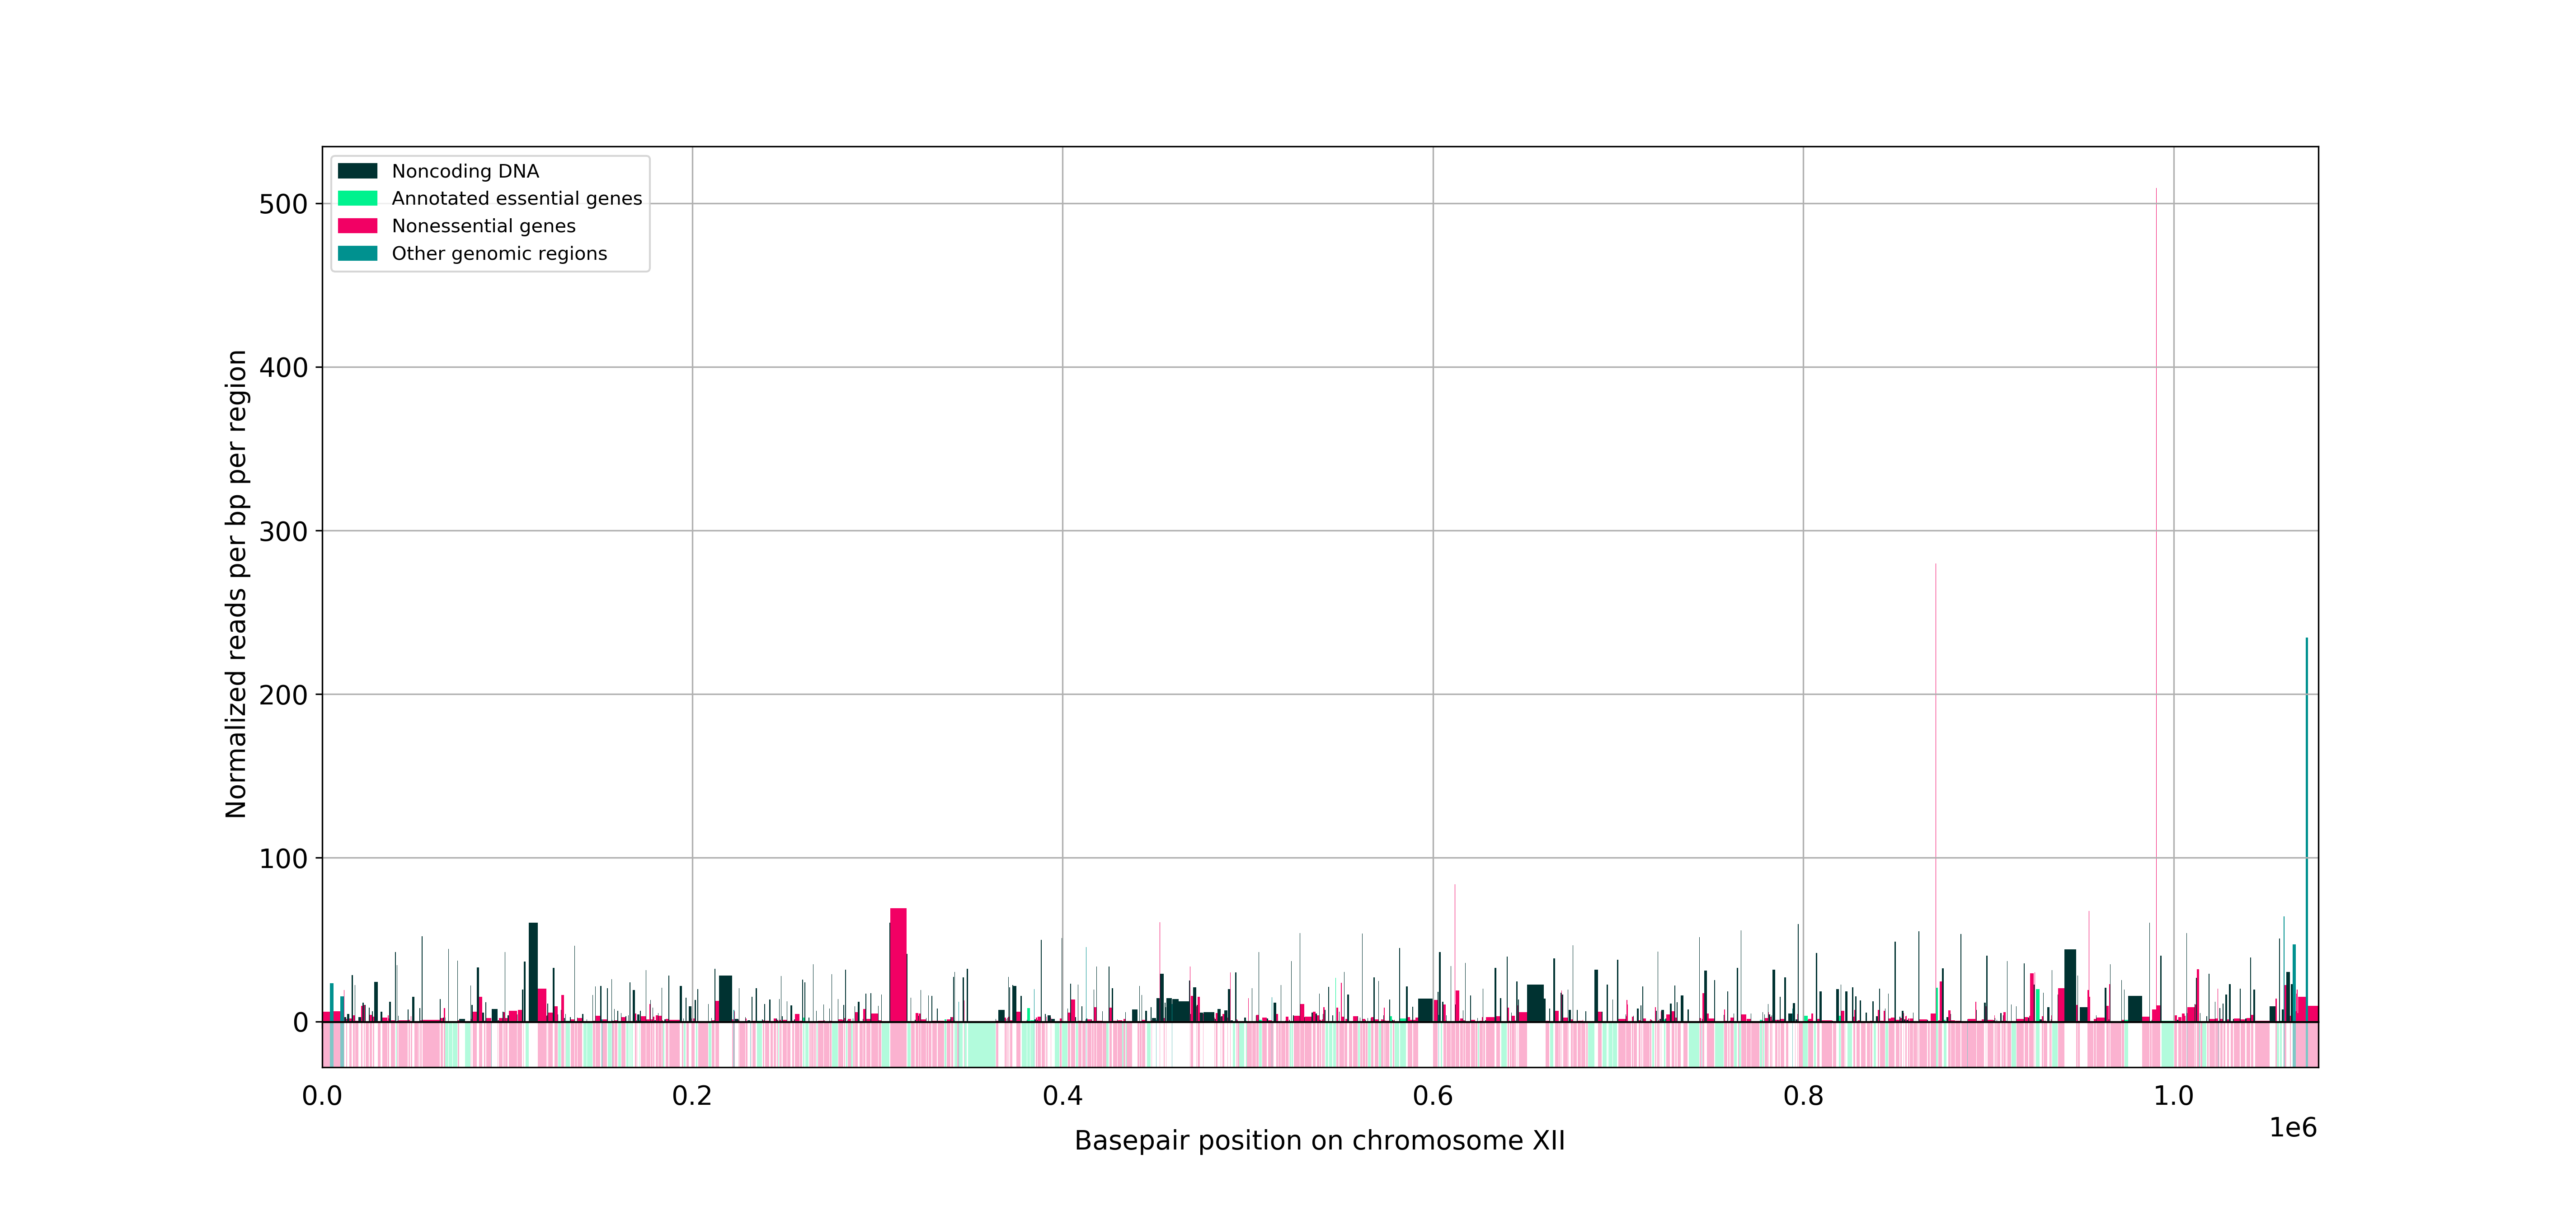 Noncoding DNA
Annotated essential genes
Nonessential genes
Other genomic regions
500
400
300
200
100
0
Normalized reads per bp per region
0.0 0.2 0.4 0.6 0.8 1.0
1e6
Basepair position on chromosome XII